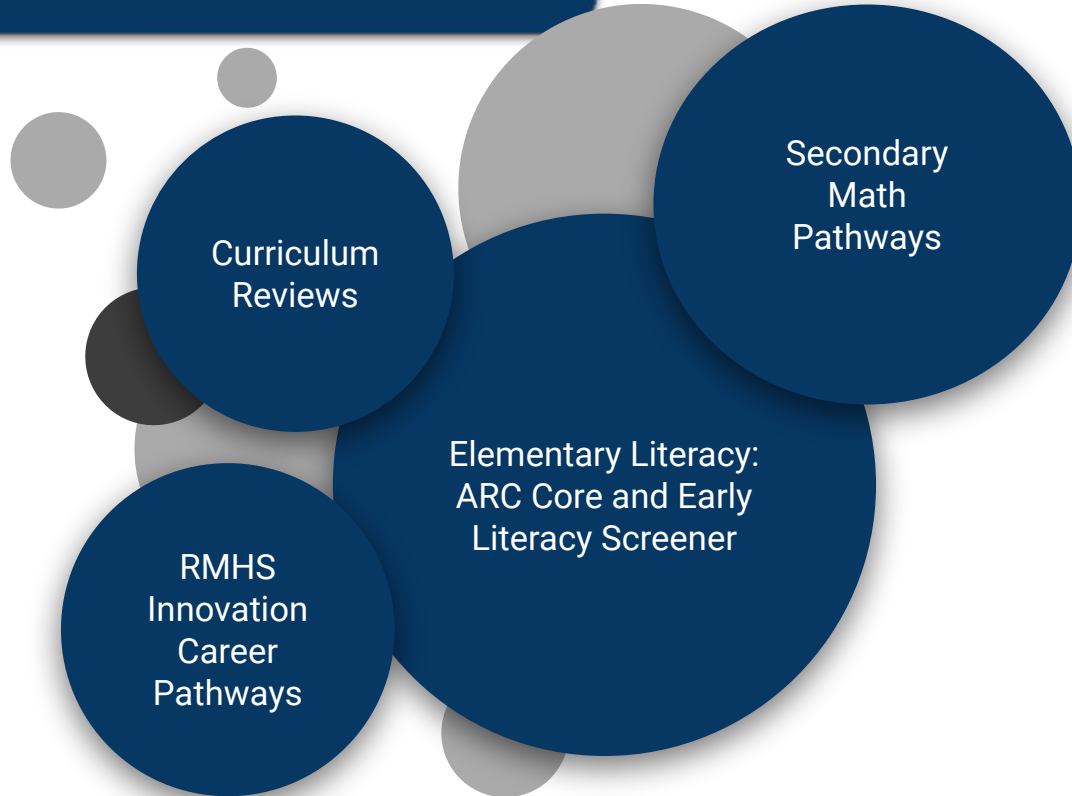 Secondary
Math
Pathways
Curriculum
Reviews
Elementary Literacy:
ARC Core and Early
Literacy Screener
RMHS
Innovation
Career
Pathways